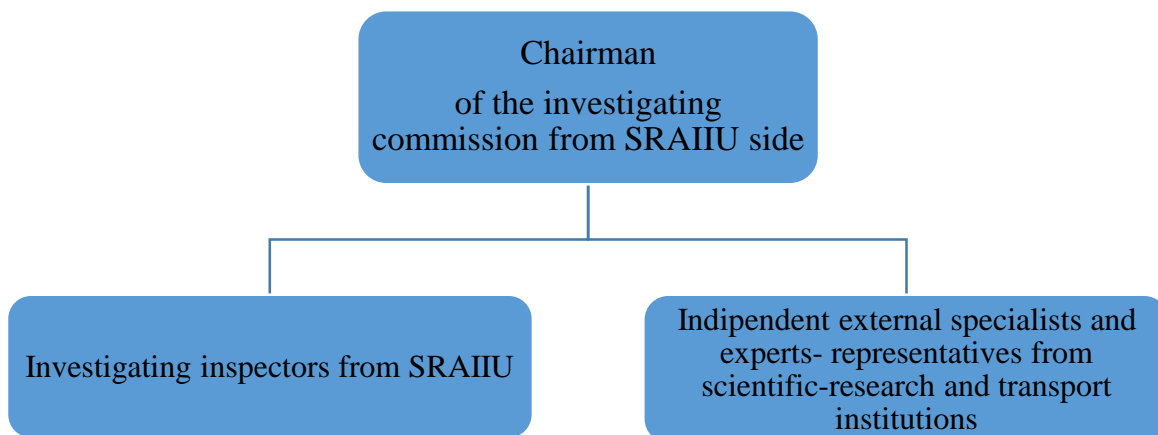 Chairman
of the investigating
commission from SRAIIU side
Investigating inspectors from SRAIIU
Indipendent external specialists and
experts- representatives from
scientific-research and transport
institutions